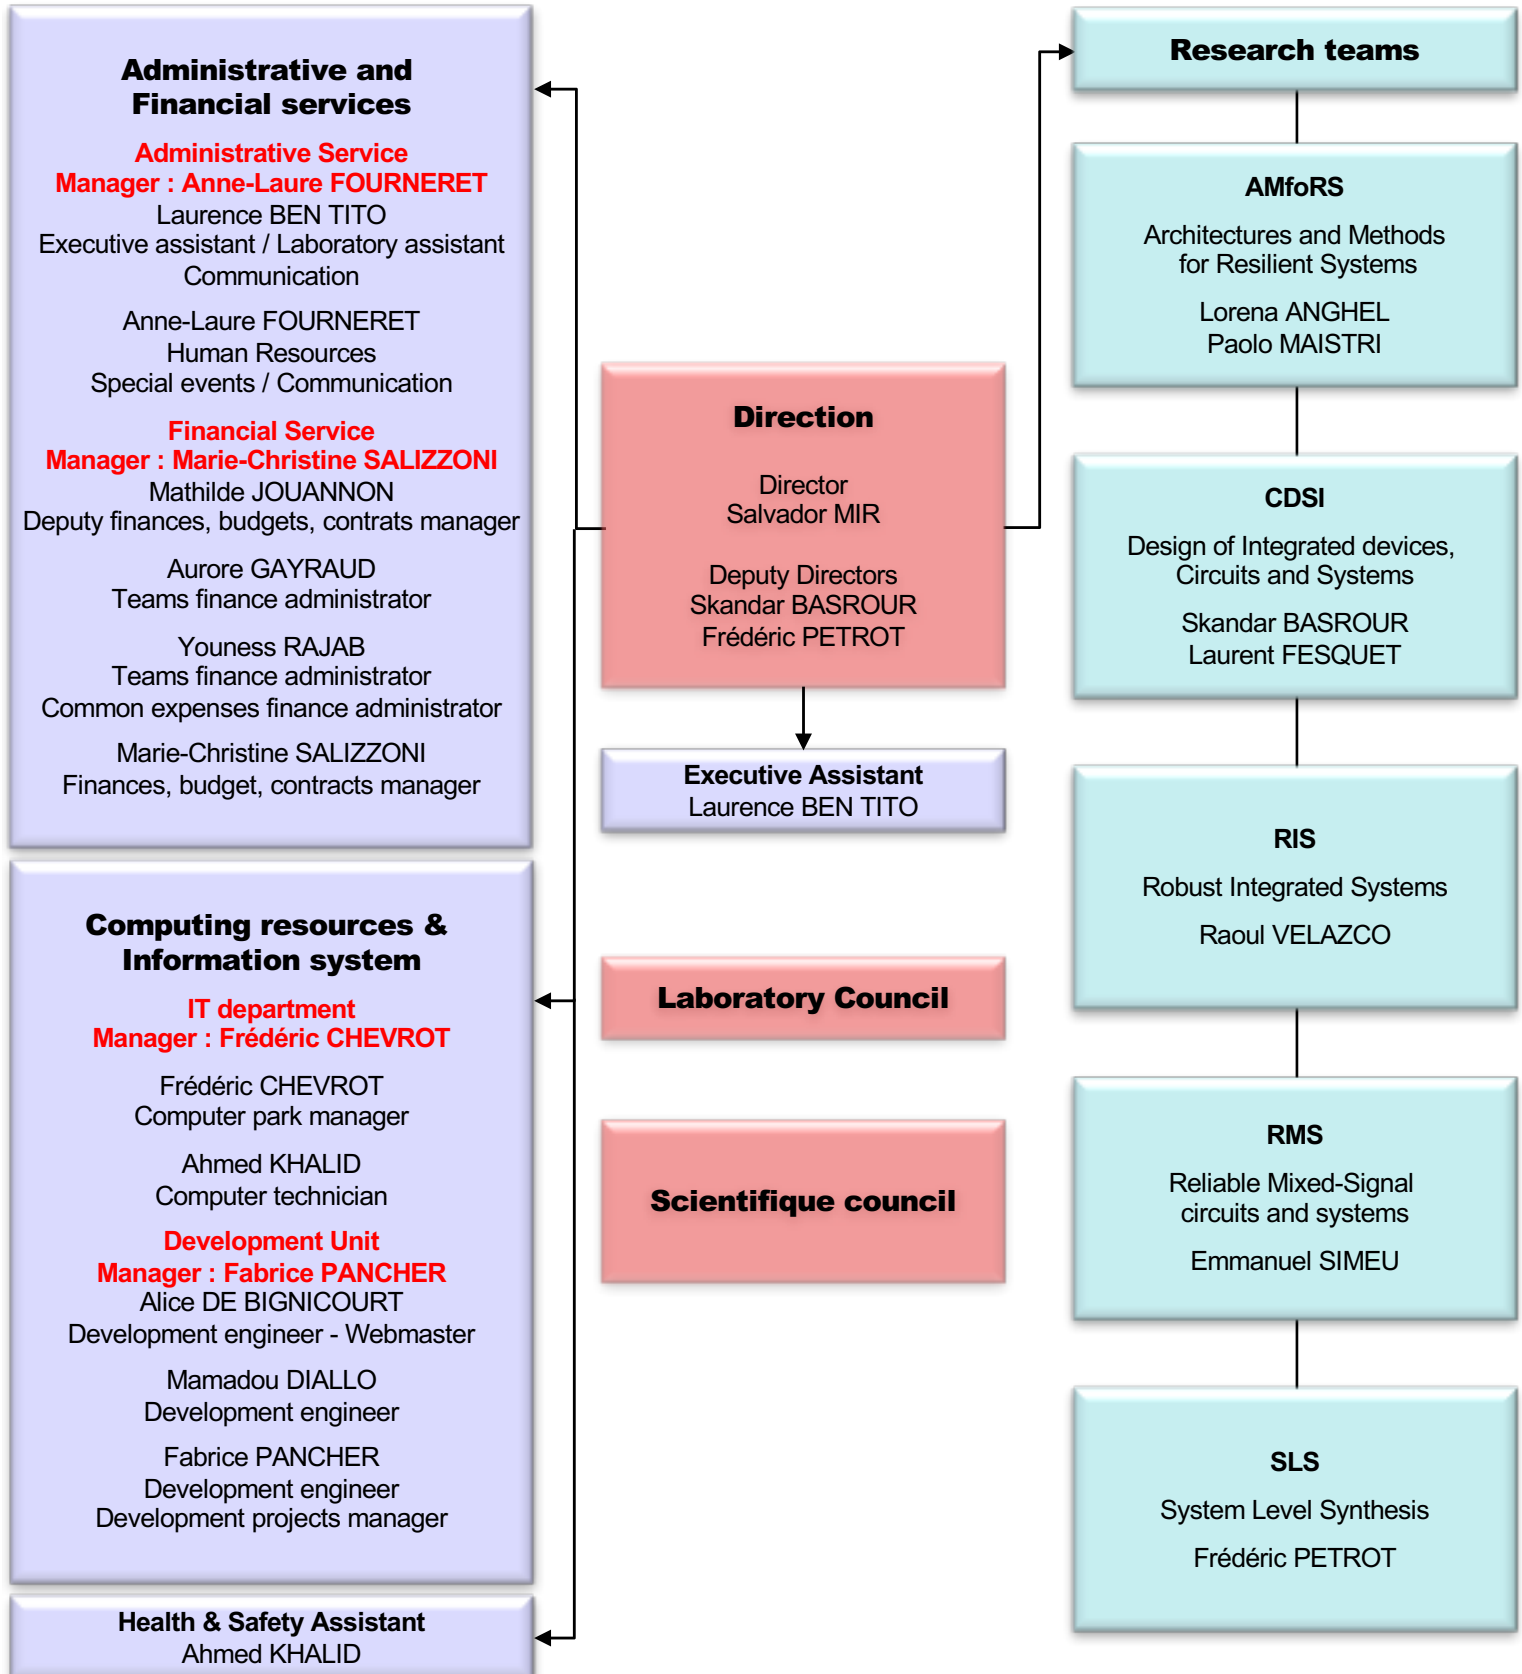 Administrative and
Financial services
Administrative Service
Manager : Anne-Laure FOURNERET
Laurence BEN TITO
Executive assistant / Laboratory assistant
Communication
Anne-Laure FOURNERET
Human Resources
Special events / Communication
Financial Service
Manager : Marie-Christine SALIZZONI
Mathilde JOUANNON
Deputy finances, budgets, contrats manager
Aurore GAYRAUD
Teams finance administrator
Youness RAJAB
Teams finance administrator
Common expenses finance administrator
Marie-Christine SALIZZONI
Finances, budget, contracts manager
Computing resources &
Information system
IT department
Manager : Frédéric CHEVROT
Frédéric CHEVROT
Computer park manager
Ahmed KHALID
Computer technician
Development Unit
Manager : Fabrice PANCHER
Alice DE BIGNICOURT
Development engineer - Webmaster
Mamadou DIALLO
Development engineer
Fabrice PANCHER
Development engineer
Development projects manager
Health & Safety Assistant
Ahmed KHALID
Direction
Director
Salvador MIR
Deputy Directors
Skandar BASROUR
Frédéric PETROT
Executive Assistant
Laurence BEN TITO
Laboratory Council
Scientifique council
Research teams
AMfoRS
Architectures and Methods
for Resilient Systems
Lorena ANGHEL
Paolo MAISTRI
CDSI
Design of Integrated devices,
Circuits and Systems
Skandar BASROUR
Laurent FESQUET
RIS
Robust Integrated Systems
Raoul VELAZCO
RMS
Reliable Mixed-Signal
circuits and systems
Emmanuel SIMEU
SLS
System Level Synthesis
Frédéric PETROT